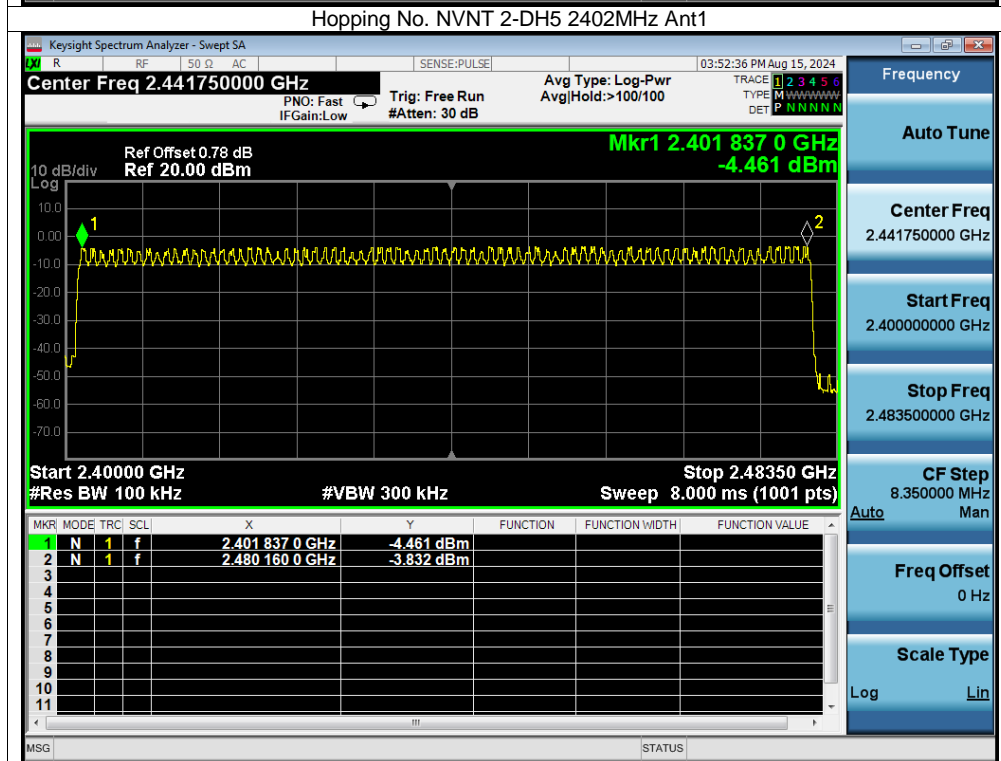 Hopping No. NVNT 2-DH5 2402MHz Ant1
Keysight Spectrum Analyzer - Swept SA
LXI R RF 50 Ω AC SENSE:PULSE 03:52:36 PM Aug 15, 2024
Center Freq 2.441750000 GHz
PNO: Fast
IFGain:Low
Trig: Free Run
#Atten: 30 dB
Avg Type: Log-Pwr
Avg|Hold:>100/100
TRACE 1 2 3 4 5 6
TYPE M WWWWW
DET P N N N N N
Frequency
Auto Tune
Center Freq
2.441750000 GHz
Start Freq
2.400000000 GHz
Stop Freq
2.483500000 GHz
CF Step
8.350000 MHz
Auto Man
Freq Offset
0 Hz
Scale Type
Log Lin
Mkr1 2.401 837 0 GHz
-4.461 dBm
Ref Offset 0.78 dB
10 dB/div Ref 20.00 dBm
Log
10.0
0.00
-10.0
-20.0
-30.0
-40.0
-50.0
-60.0
-70.0
1
2
Start 2.40000 GHz Stop 2.48350 GHz
#Res BW 100 kHz #VBW 300 kHz Sweep 8.000 ms (1001 pts)
MKR MODE TRC SCL X Y FUNCTION FUNCTION WIDTH FUNCTION VALUE
1 N 1 f 2.401 837 0 GHz -4.461 dBm
2 N 1 f 2.480 160 0 GHz -3.832 dBm
3
4
5
6
7
8
9
10
11
MSG STATUS